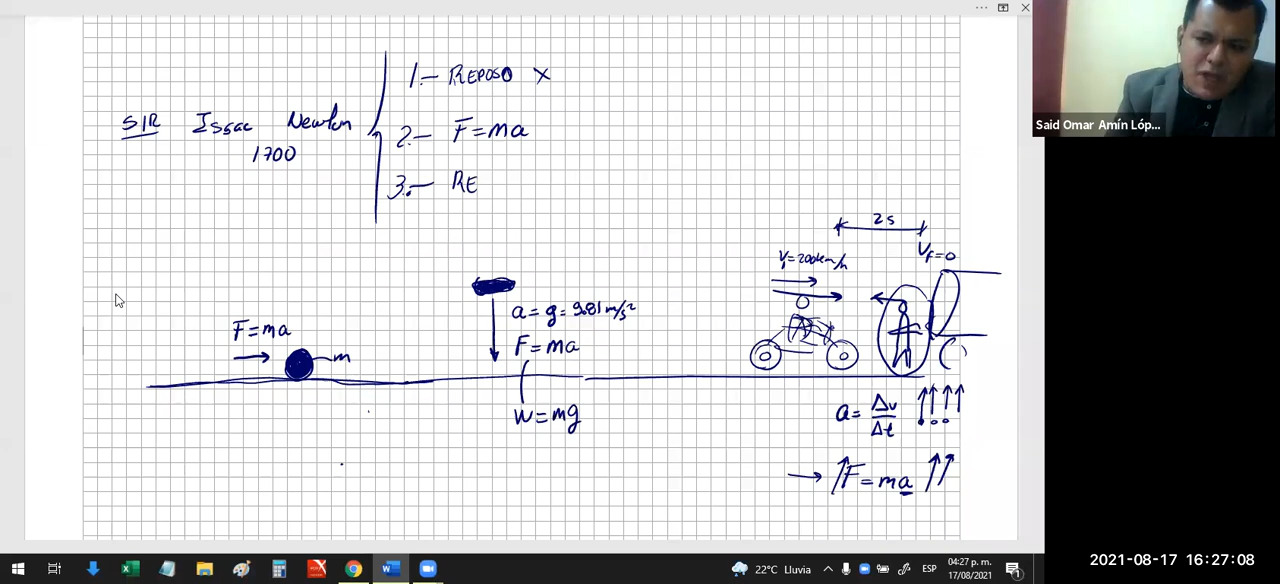 SIR Issac Newton
1700
1.- REPOSO X
2.- F=ma
3.- RE
Said Omar Amín Lóp...
2s
V=200km/h
VF=0
a=g=9.81m/s²
F=ma
W=mg
F=ma
m
a= Δv/Δt
→ ↑F=ma ↑↑
22°C Lluvia
ESP
04:27 p. m.
17/08/2021
1
2021-08-17 16:27:08